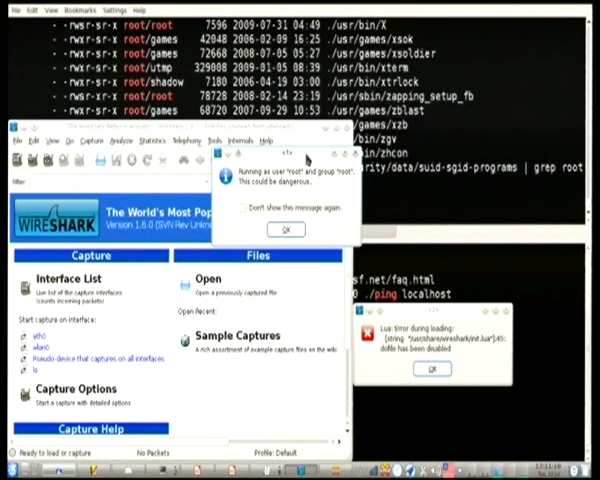 File Edit View Bookmarks Settings Help
- -rwsr-sr-x root/root 7596 2009-07-31 04:49 ./usr/bin/X
- -rwxr-sr-x root/games 42048 2006-02-09 16:25 ./usr/games/xsok
- -rwxr-sr-x root/games 72668 2008-07-05 05:27 ./usr/games/xsoldier
- -rwxr-sr-x root/utmp 329008 2009-01-05 08:39 ./usr/bin/xterm
- -rwxr-sr-x root/shadow 7180 2006-04-19 03:00 ./usr/bin/xtrlock
- -rwsr-xr-x root/root 78728 2008-02-14 23:19 ./usr/sbin/zapping_setup_fb
- -rwxr-sr-x root/games 68720 2007-09-29 10:53 ./usr/games/zblast
/games/xzb
/bin/zgv
/bin/zhcon
urity/data/suid-sgid-programs | grep root
File Edit View Go Capture Analyze Statistics Telephony Tools Internals Help
Filter:
Running as user "root" and group "root".
This could be dangerous.
Don't show this message again.
OK
WIRESHARK
The World's Most Pop
Version 1.6.0 (SVN Rev Unkn
Capture
Files
Interface List
Live list of the capture interfaces
(counts incoming packets)
Start capture on interface:
eth0
wlan0
Pseudo-device that captures on all interfaces
lo
Capture Options
Start a capture with detailed options
Capture Help
Open
Open a previously captured file
Open Recent:
Sample Captures
A rich assortment of example capture files on the wiki
sf.net/faq.html
0 ./ping localhost
Lua: Error during loading:
[string "/usr/share/wireshark/init.lua"]:45:
dofile has been disabled
OK
Ready to load or capture
No Packets
Profile: Default